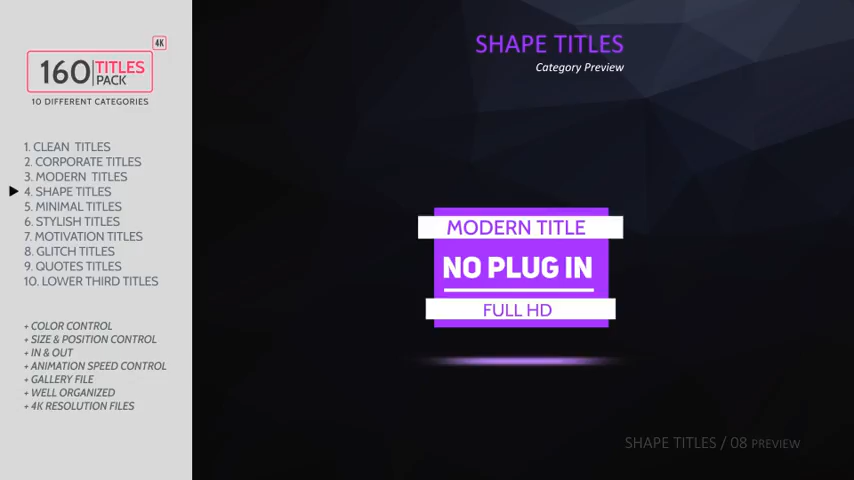 4K
160 TITLES
PACK
10 DIFFERENT CATEGORIES
1. CLEAN TITLES
2. CORPORATE TITLES
3. MODERN TITLES
4. SHAPE TITLES
5. MINIMAL TITLES
6. STYLISH TITLES
7. MOTIVATION TITLES
8. GLITCH TITLES
9. QUOTES TITLES
10. LOWER THIRD TITLES
+ COLOR CONTROL
+ SIZE & POSITION CONTROL
+ IN & OUT
+ ANIMATION SPEED CONTROL
+ GALLERY FILE
+ WELL ORGANIZED
+ 4K RESOLUTION FILES
SHAPE TITLES
Category Preview
MODERN TITLE
NO PLUG IN
FULL HD
SHAPE TITLES / 08 PREVIEW